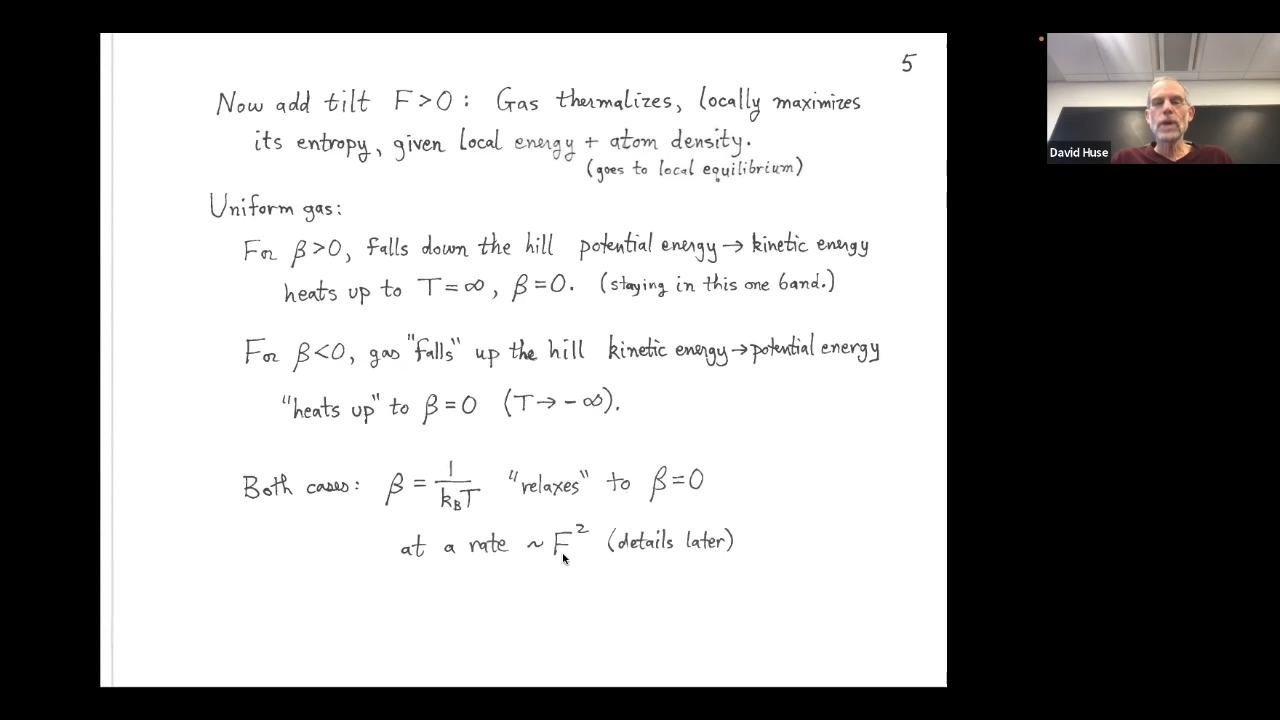 5
Now add tilt F>0: Gas thermalizes, locally maximizes
its entropy, given local energy + atom density.
(goes to local equilibrium)
Uniform gas:
For β>0, falls down the hill potential energy → kinetic energy
heats up to T=∞, β=0. (staying in this one band.)
For β<0, gas "falls" up the hill kinetic energy→potential energy
"heats up" to β=0 (T→ -∞).
Both cases: β = 1/k_BT "relaxes" to β=0
at a rate ~ F² (details later)
David Huse